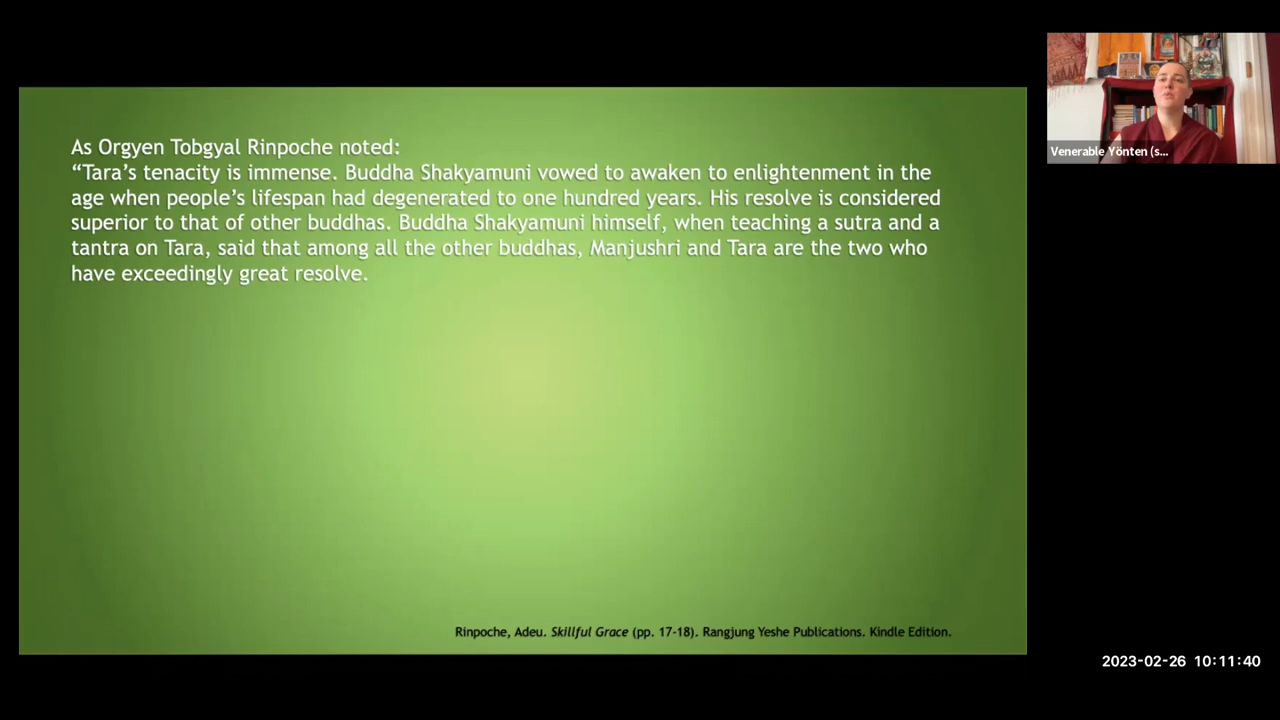 As Orgyen Tobgyal Rinpoche noted:
“Tara’s tenacity is immense. Buddha Shakyamuni vowed to awaken to enlightenment in the
age when people’s lifespan had degenerated to one hundred years. His resolve is considered
superior to that of other buddhas. Buddha Shakyamuni himself, when teaching a sutra and a
tantra on Tara, said that among all the other buddhas, Manjushri and Tara are the two who
have exceedingly great resolve.
Rinpoche, Adeu. Skillful Grace (pp. 17-18). Rangjung Yeshe Publications. Kindle Edition.
Venerable Yönten (s...
2023-02-26 10:11:40